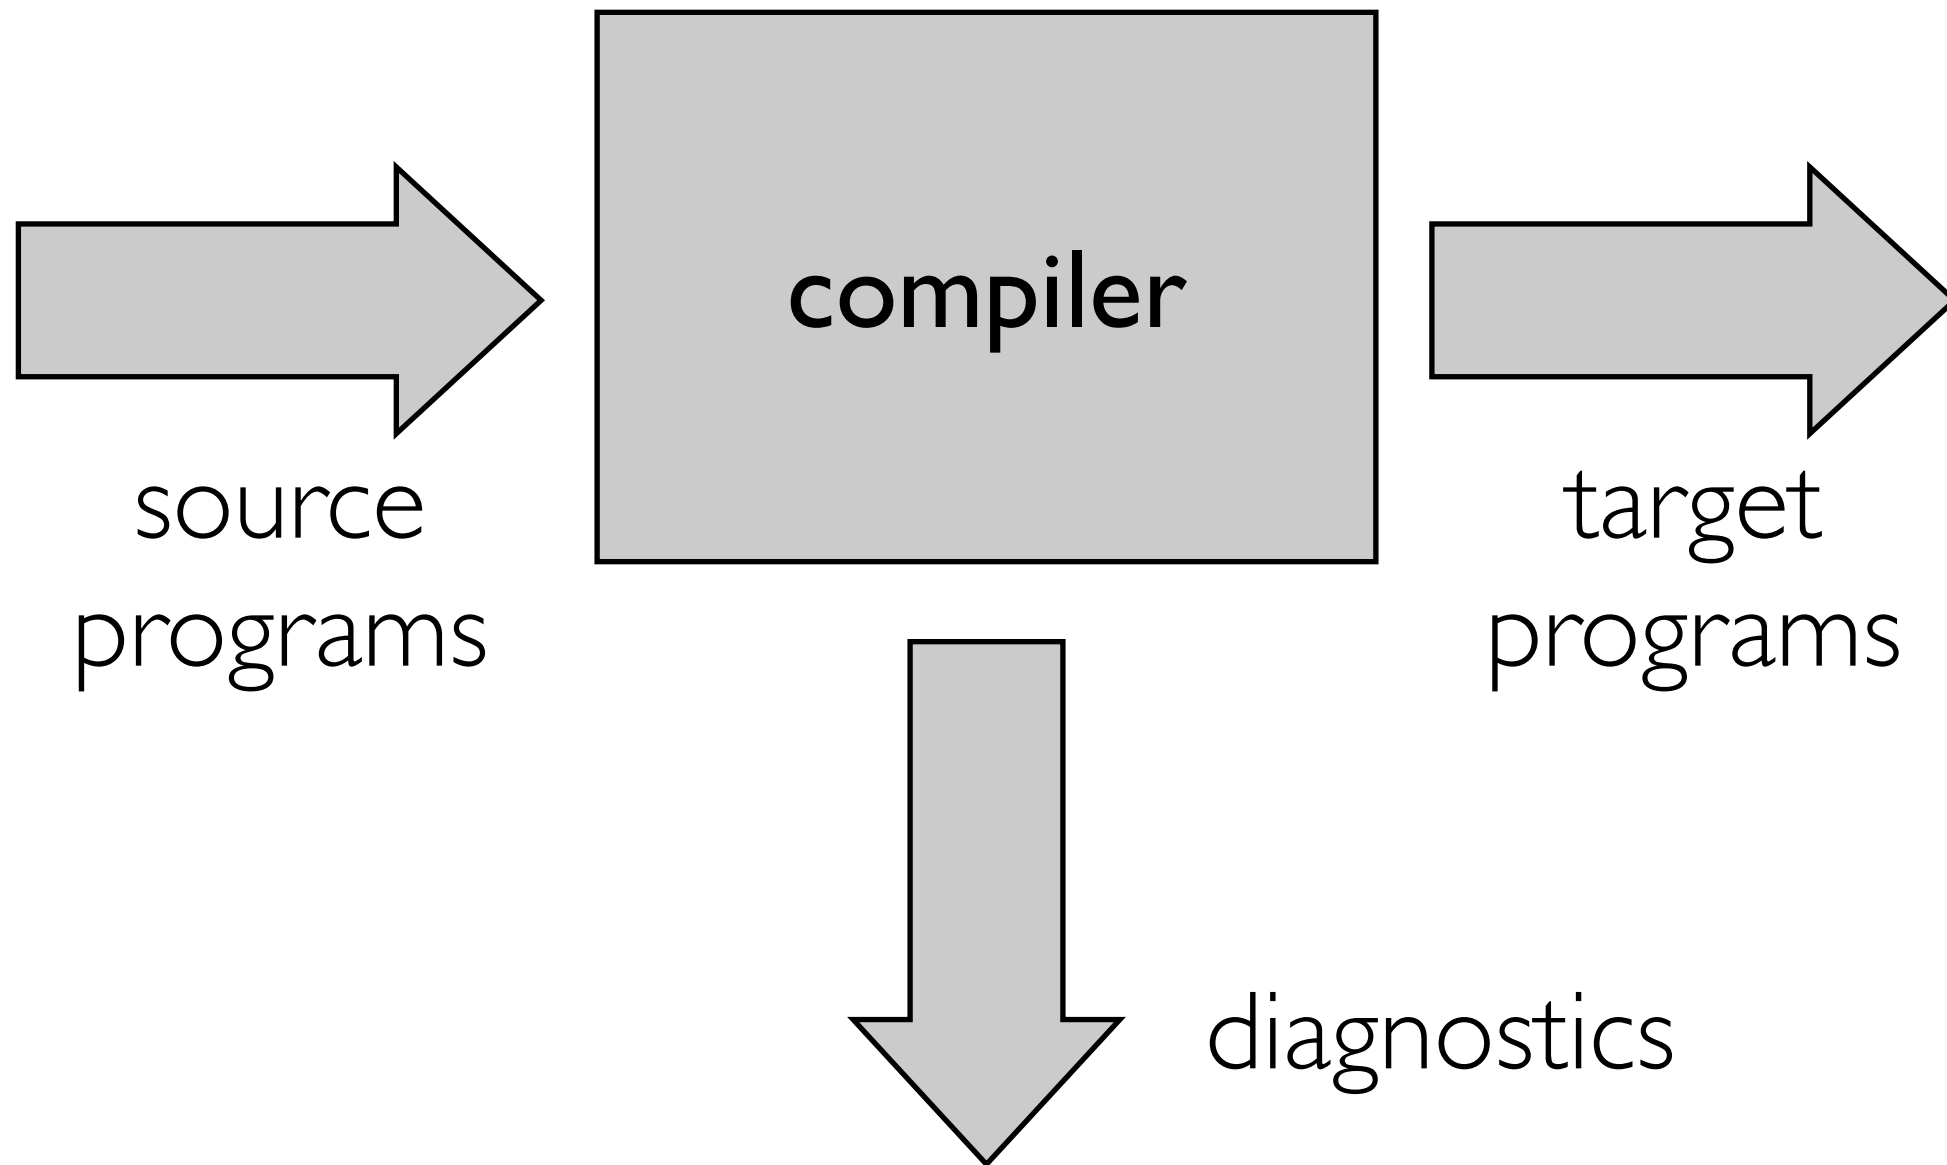 compiler
source
programs
target
programs
diagnostics